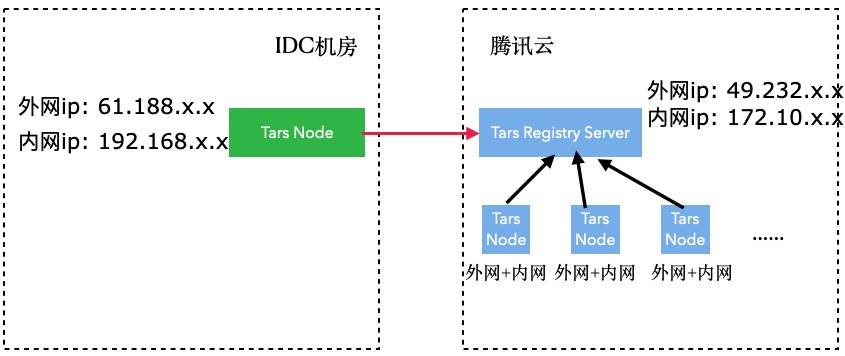 IDC机房
外网ip: 61.188.x.x
内网ip: 192.168.x.x
Tars Node
腾讯云
外网ip: 49.232.x.x
内网ip: 172.10.x.x
Tars Registry Server
Tars
Node
Tars
Node
Tars
Node
......
外网+内网
外网+内网
外网+内网